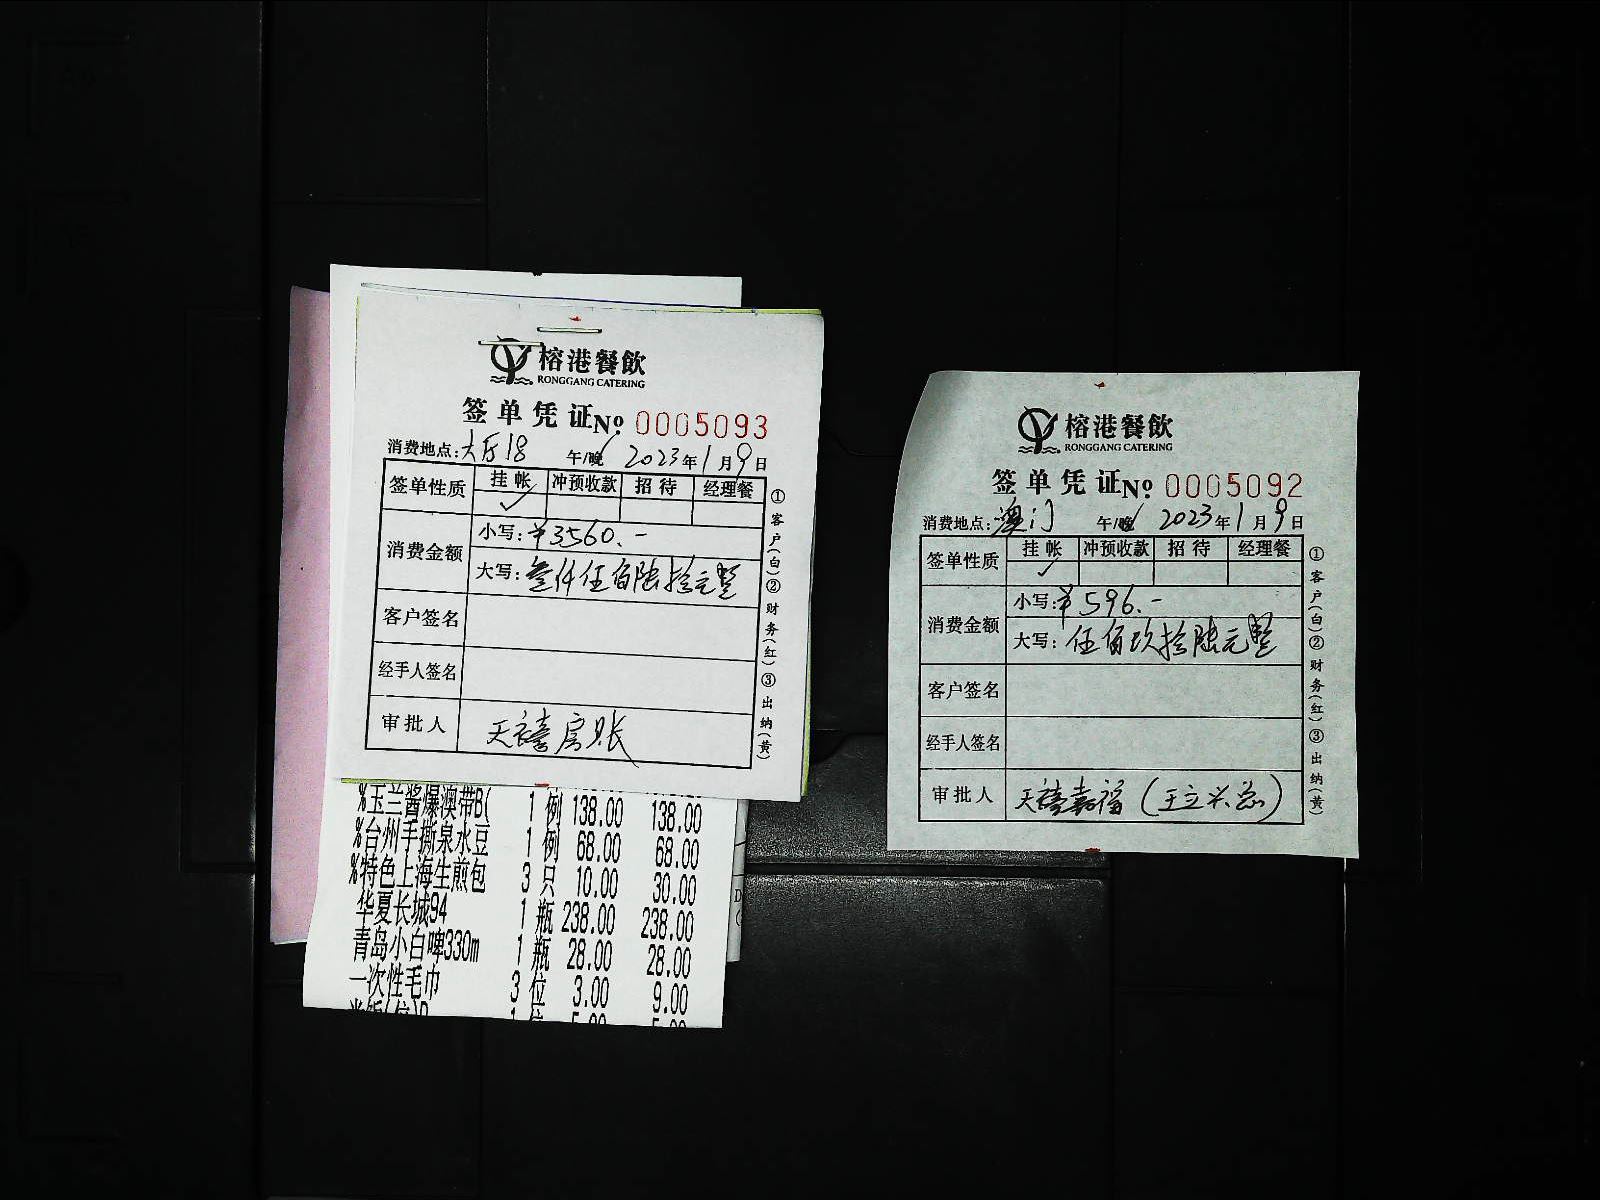 榕港餐飲
RONGGANG CATERING
签单凭证 № 0005093
消费地点：大厅18 午/晚 2023年1月9日
签单性质 挂帐 冲预收款 招待 经理餐
✓
消费金额 小写：¥3560.-
大写：叁仟伍佰陆拾元整
客户签名
经手人签名
审批人 天禧房账
①客户(白)②财务(红)③出纳(黄)
%玉兰酱爆澳带B( 1 例 138.00 138.00
%台州手撕泉水豆 1 例 68.00 68.00
%特色上海生煎包 3 只 10.00 30.00
华夏长城94 1 瓶 238.00 238.00
青岛小白啤330m 1 瓶 28.00 28.00
一次性毛巾 3 位 3.00 9.00
榕港餐飲
RONGGANG CATERING
签单凭证 № 0005092
消费地点：澳门 午/晚 2023年1月9日
签单性质 挂帐 冲预收款 招待 经理餐
✓
消费金额 小写：¥596.-
大写：伍佰玖拾陆元整
客户签名
经手人签名
审批人 天禧嘉福（王立兴总）
①客户(白)②财务(红)③出纳(黄)